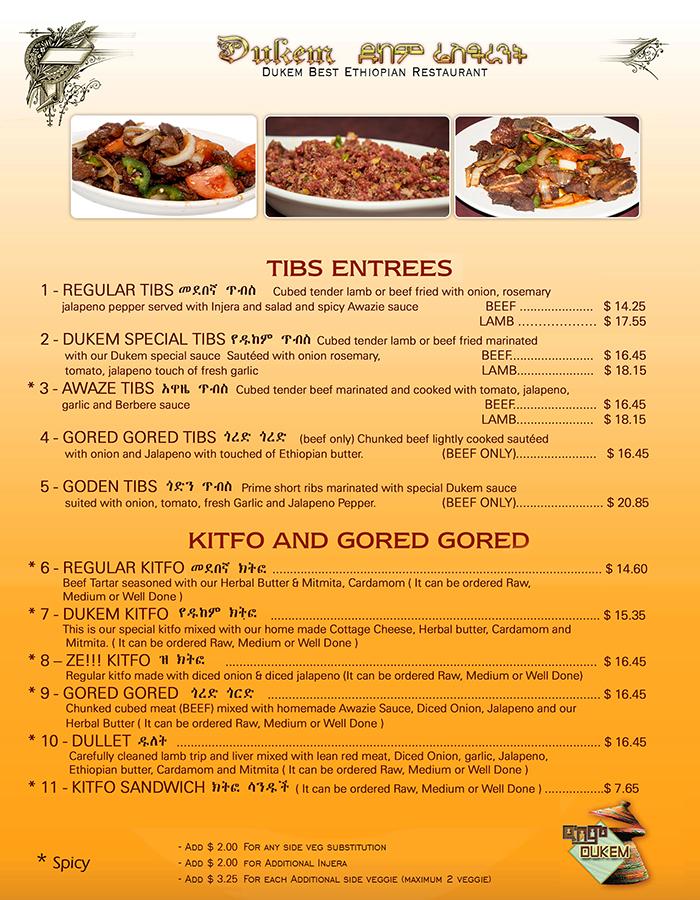 Dukem ዱከም ሬስቱራንት
DUKEM BEST ETHIOPIAN RESTAURANT
TIBS ENTREES
1 - REGULAR TIBS መደበኛ ጥብስ Cubed tender lamb or beef fried with onion, rosemary
jalapeno pepper served with Injera and salad and spicy Awazie sauce BEEF ...................... $ 14.25
LAMB ................... $ 17.55
2 - DUKEM SPECIAL TIBS የዱከም ጥብስ Cubed tender lamb or beef fried marinated
with our Dukem special sauce Sautéed with onion rosemary, BEEF...................... $ 16.45
tomato, jalapeno touch of fresh garlic LAMB..................... $ 18.15
* 3 - AWAZE TIBS አዋዜ ጥብስ Cubed tender beef marinated and cooked with tomato, jalapeno,
garlic and Berbere sauce BEEF...................... $ 16.45
LAMB..................... $ 18.15
4 - GORED GORED TIBS ጎረድ ጎረድ (beef only) Chunked beef lightly cooked sautéed
with onion and Jalapeno with touched of Ethiopian butter. (BEEF ONLY)...................... $ 16.45
5 - GODEN TIBS ጎድን ጥብስ Prime short ribs marinated with special Dukem sauce
suited with onion, tomato, fresh Garlic and Jalapeno Pepper. (BEEF ONLY)........................ $ 20.85
KITFO AND GORED GORED
* 6 - REGULAR KITFO መደበኛ ክትፎ ........................................................................ $ 14.60
Beef Tartar seasoned with our Herbal Butter & Mitmita, Cardamom ( It can be ordered Raw,
Medium or Well Done )
* 7 - DUKEM KITFO የዱከም ክትፎ ........................................................................ $ 15.35
This is our special kitfo mixed with our home made Cottage Cheese, Herbal butter, Cardamom and
Mitmita. ( It can be ordered Raw, Medium or Well Done )
* 8 – ZE!!! KITFO ዝ ክትፎ ........................................................................ $ 16.45
Regular kitfo made with diced onion & diced jalapeno (It can be ordered Raw, Medium or Well Done)
* 9 - GORED GORED ጎረድ ጎርድ ........................................................................ $ 16.45
Chunked cubed meat (BEEF) mixed with homemade Awazie Sauce, Diced Onion, Jalapeno and our
Herbal Butter ( It can be ordered Raw, Medium or Well Done )
* 10 - DULLET ዱለት ........................................................................ $ 16.45
Carefully cleaned lamb trip and liver mixed with lean red meat, Diced Onion, garlic, Jalapeno,
Ethiopian butter, Cardamom and Mitmita ( It can be ordered Raw, Medium or Well Done )
* 11 - KITFO SANDWICH ክትፎ ሳንዱች ( It can be ordered Raw, Medium or Well Done ) ................$ 7.65
* Spicy
- ADD $ 2.00 FOR ANY SIDE VEG SUBSTITUTION
- ADD $ 2.00 FOR ADDITIONAL INJERA
- ADD $ 3.25 FOR EACH ADDITIONAL SIDE VEGGIE (MAXIMUM 2 VEGGIE)
DUKEM